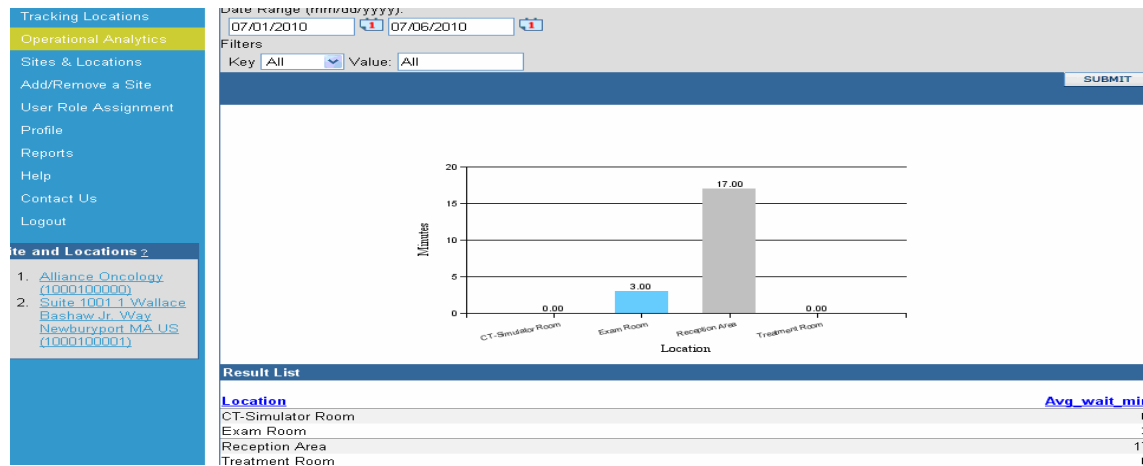 Tracking Locations
Operational Analytics
Sites & Locations
Add/Remove a Site
User Role Assignment
Profile
Reports
Help
Contact Us
Logout
ite and Locations ?
1. Alliance Oncology
(1000100000)
2. Suite 1001 1 Wallace
Bashaw Jr. Way
Newburyport MA US
(1000100001)
Date Range (mm/dd/yyyy):
07/01/2010 1 07/06/2010 1
Filters
Key All Value: All
SUBMIT
20
15
10
5
0
Minutes
0.00
3.00
17.00
0.00
CT-Simulator Room
Exam Room
Reception Area
Treatment Room
Location
Result List
Location Avg_wait_mi
CT-Simulator Room
Exam Room
Reception Area 1
Treatment Room